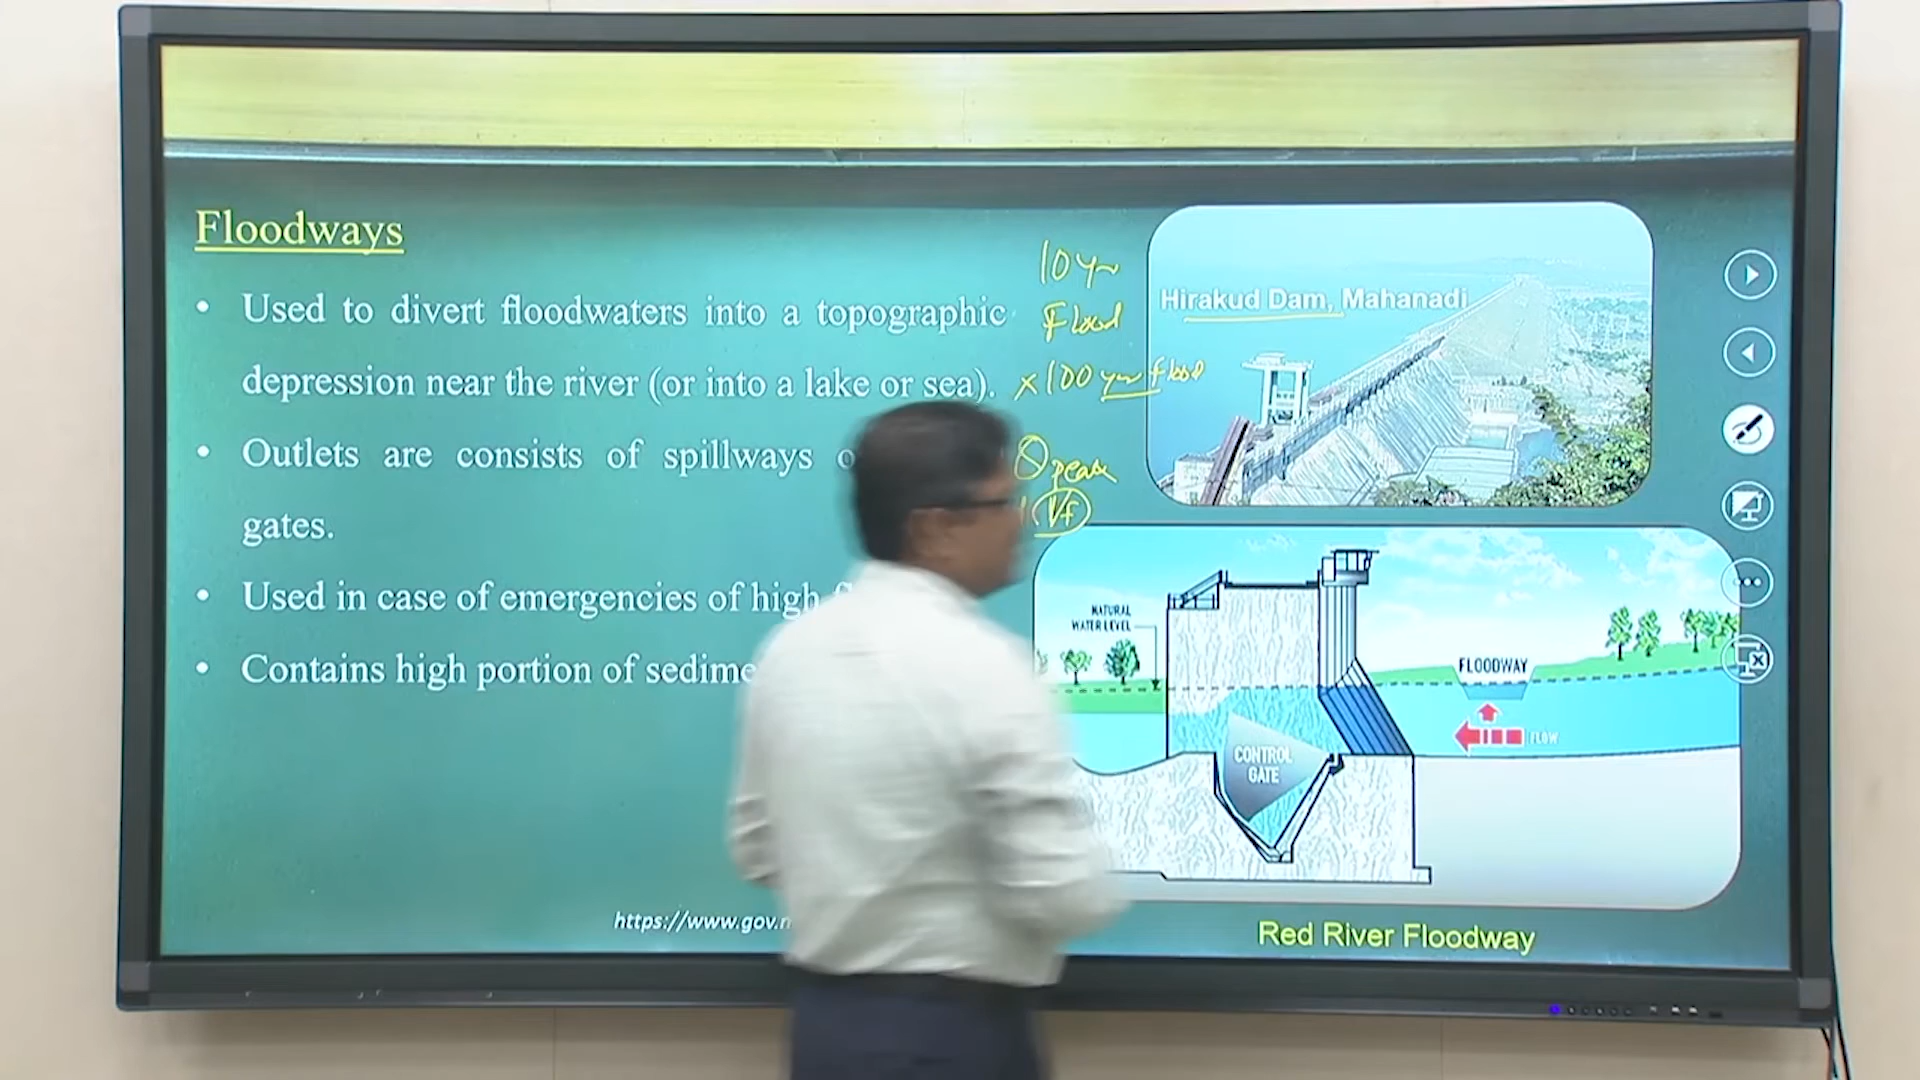 Floodways
• Used to divert floodwaters into a topographic
depression near the river (or into a lake or sea).
• Outlets are consists of spillways
gates.
• Used in case of emergencies of high
• Contains high portion of
https://www.gov.
10 yr
Flood
x 100 year flood
Q peak
Vf
Hirakud Dam, Mahanadi
NATURAL
WATER LEVEL
CONTROL
GATE
FLOODWAY
FLOW
Red River Floodway